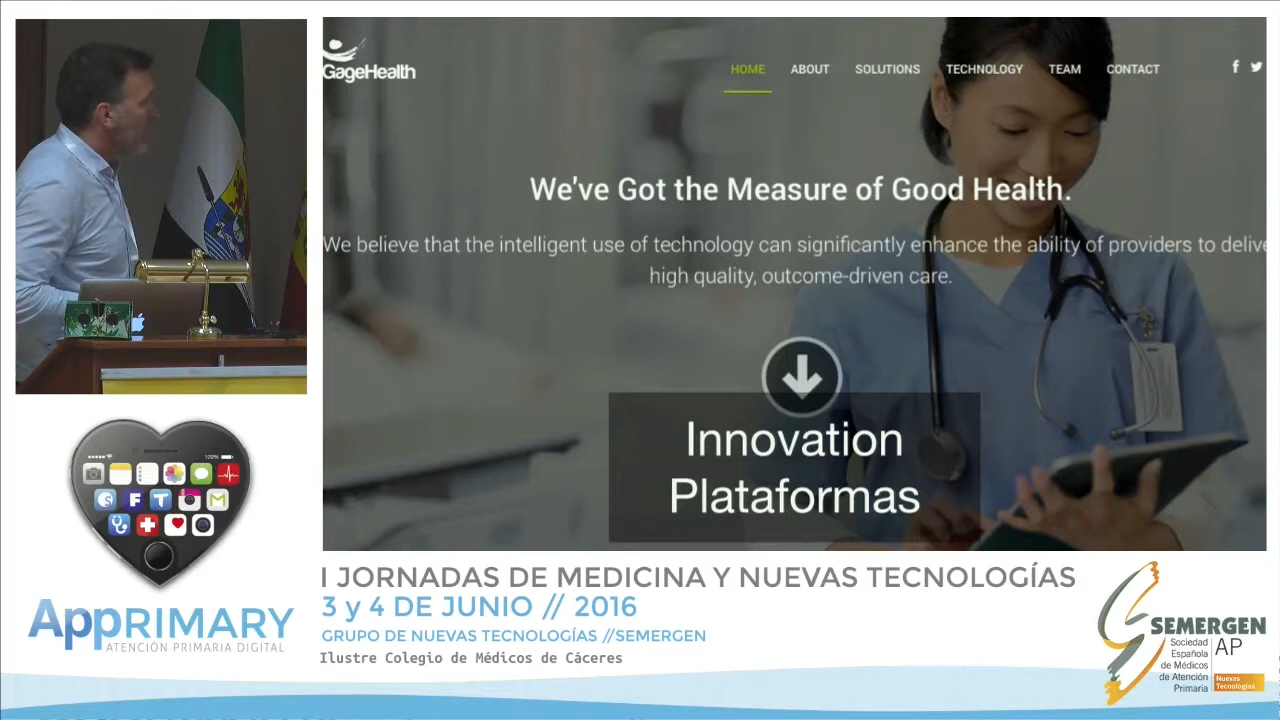 GageHealth
HOME ABOUT SOLUTIONS TECHNOLOGY TEAM CONTACT
We've Got the Measure of Good Health.
We believe that the intelligent use of technology can significantly enhance the ability of providers to delive
high quality, outcome-driven care.
Innovation
Plataformas
100%
F T M
AppRIMARY
ATENCIÓN PRIMARIA DIGITAL
I JORNADAS DE MEDICINA Y NUEVAS TECNOLOGÍAS
3 y 4 DE JUNIO // 2016
GRUPO DE NUEVAS TECNOLOGÍAS //SEMERGEN
Ilustre Colegio de Médicos de Cáceres
SEMERGEN
Sociedad
Española
de Médicos
de Atención
Primaria
AP
Nuevas
Tecnologías